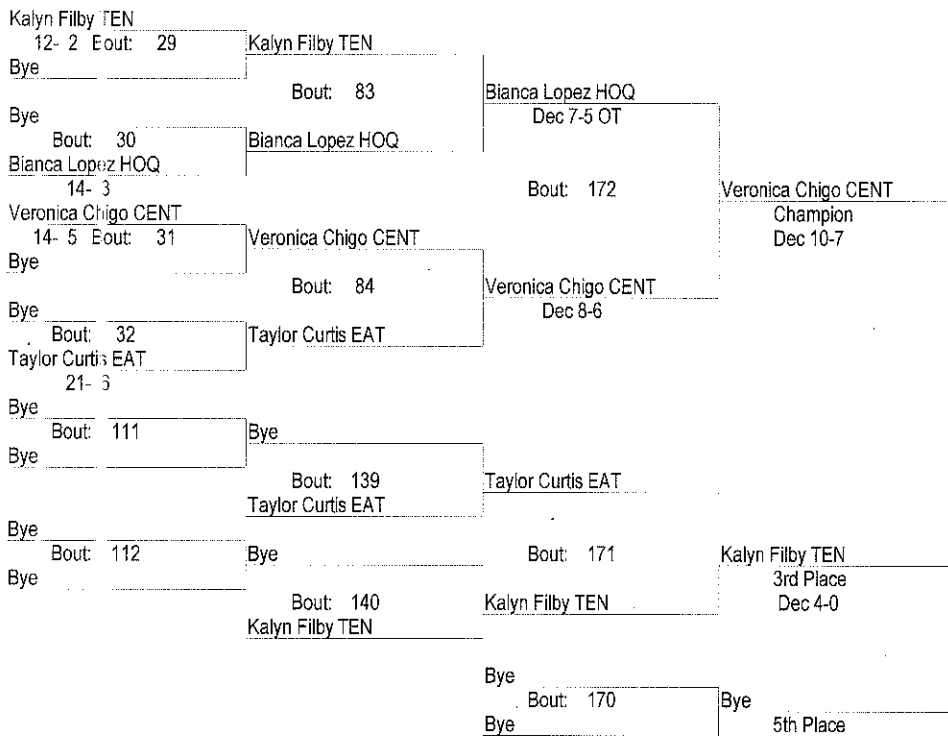 Kalyn Filby TEN
12- 2 Bout: 29 Kalyn Filby TEN
Bye
Bout: 83 Bianca Lopez HOQ
Bye Dec 7-5 OT
Bout: 30 Bianca Lopez HOQ
Bianca Lopez HOQ
14- 3 Bout: 172 Veronica Chigo CENT
Veronica Chigo CENT Champion
14- 5 Bout: 31 Veronica Chigo CENT Dec 10-7
Bye
Bout: 84 Veronica Chigo CENT
Bye Dec 8-6
Bout: 32 Taylor Curtis EAT
Taylor Curtis EAT
21- 6
Bye
Bout: 111 Bye
Bye
Bout: 139 Taylor Curtis EAT
Taylor Curtis EAT
Bye
Bout: 112 Bye Bout: 171 Kalyn Filby TEN
Bye 3rd Place
Bout: 140 Kalyn Filby TEN Dec 4-0
Kalyn Filby TEN
Bye
Bout: 170 Bye
Bye 5th Place